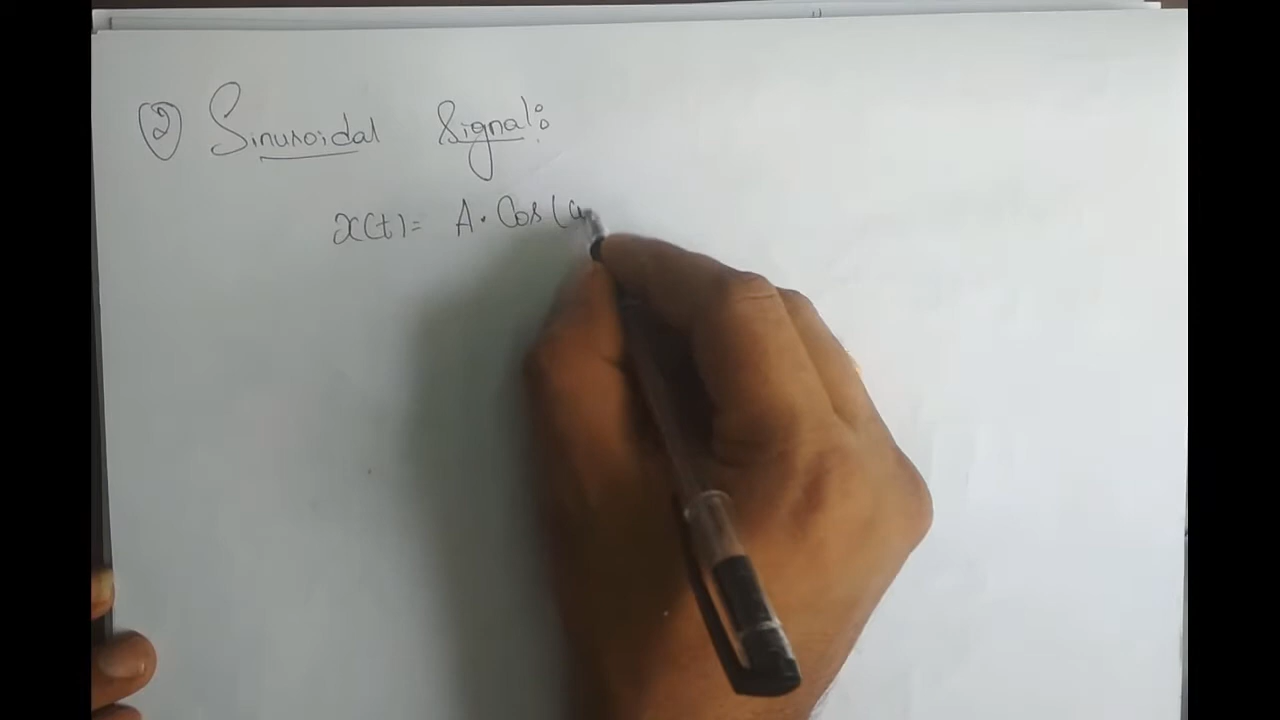 ② Sinusoidal Signal:
x(t) = A. Cos (